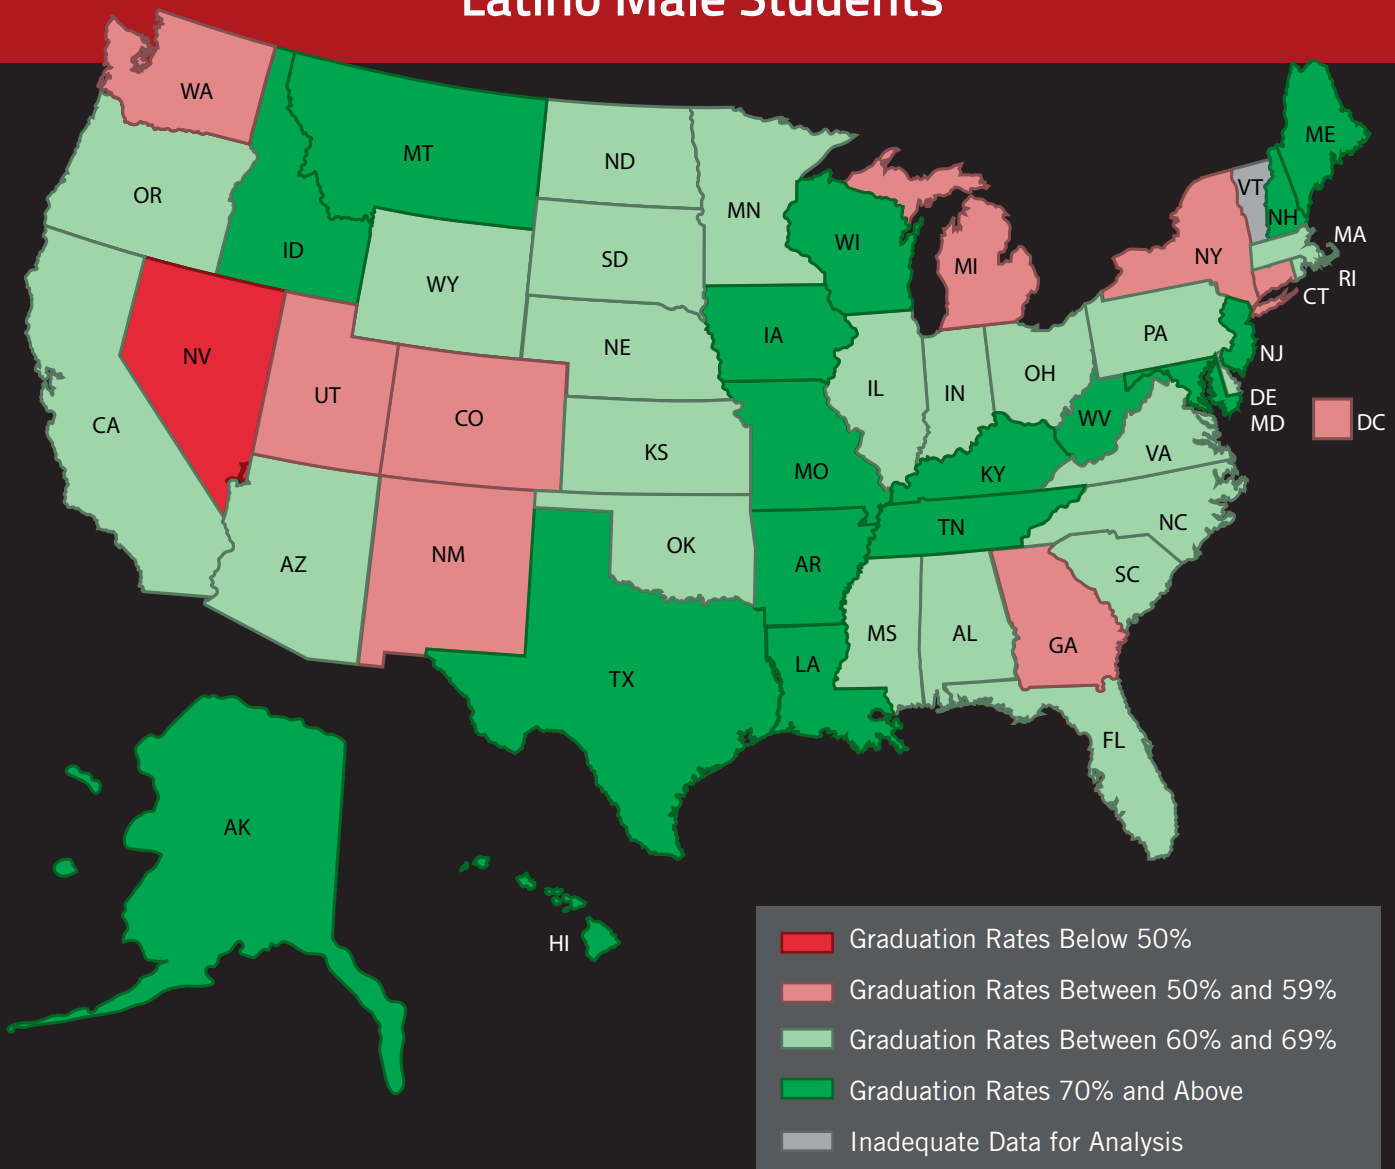 Latino Male Students
WA
MT
ND
ME
OR
MN
VT
NH
ID
WI
MA
SD
NY
MI
RI
WY
CT
NV
IA
NE
PA
NJ
UT
OH
IL
IN
DE
CO
WV
MD
DC
CA
KS
VA
MO
KY
NC
TN
AZ
NM
OK
AR
SC
MS
AL
GA
LA
TX
FL
AK
HI
Graduation Rates Below 50%
Graduation Rates Between 50% and 59%
Graduation Rates Between 60% and 69%
Graduation Rates 70% and Above
Inadequate Data for Analysis